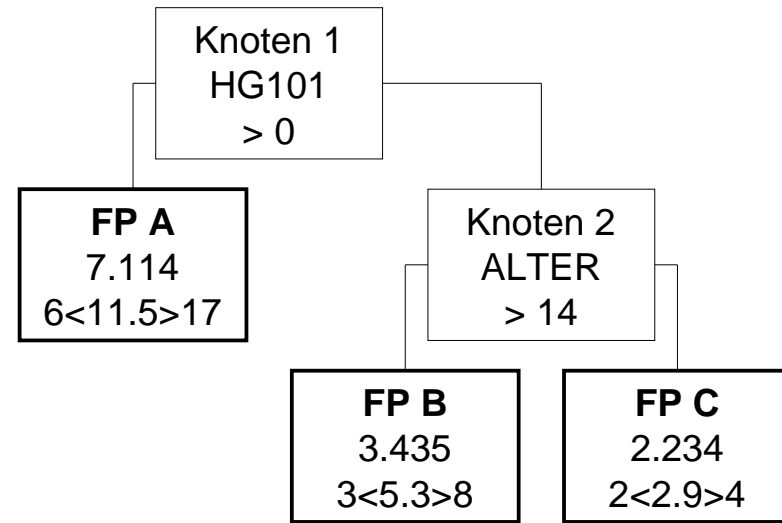 Knoten 1
HG101
> 0
FP A
7.114
6<11.5>17
Knoten 2
ALTER
> 14
FP B
3.435
3<5.3>8
FP C
2.234
2<2.9>4